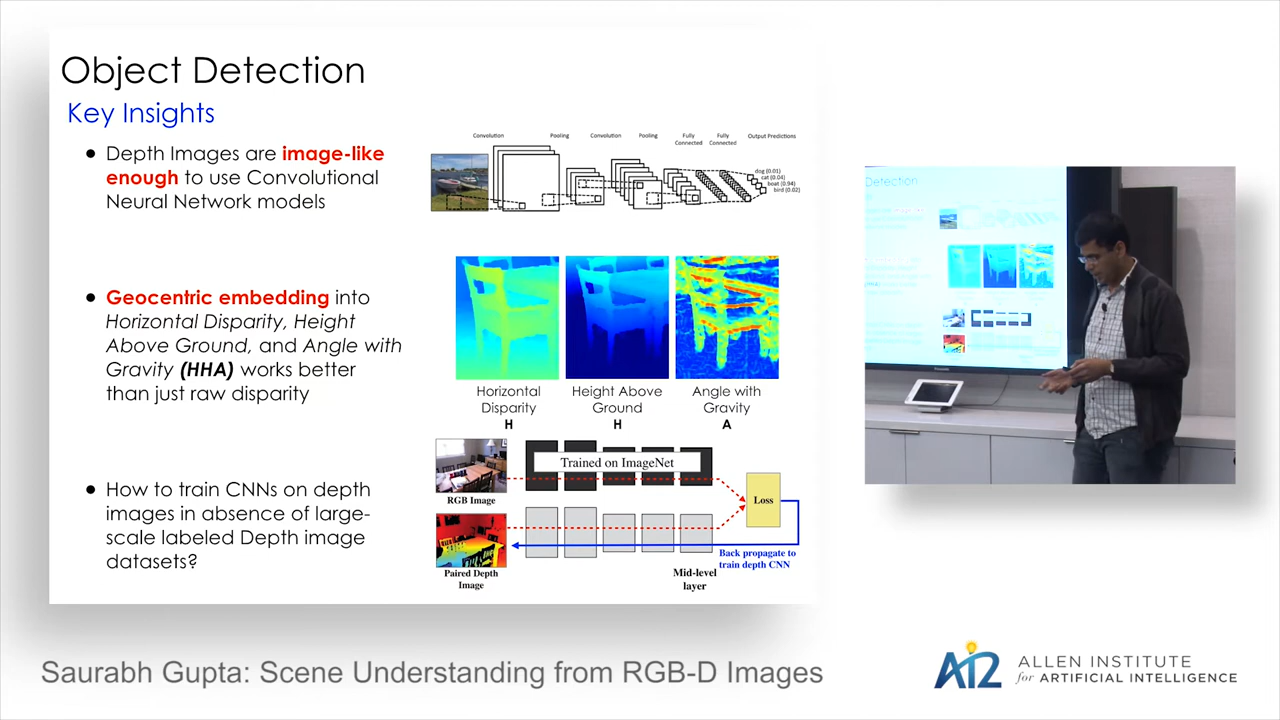 Object Detection
Key Insights
● Depth Images are image-like
enough to use Convolutional
Neural Network models
Convolution Pooling Convolution Pooling Fully Connected Fully Connected Output Predictions
dog (0.01)
cat (0.04)
boat (0.94)
bird (0.02)
● Geocentric embedding into
Horizontal Disparity, Height
Above Ground, and Angle with
Gravity (HHA) works better
than just raw disparity
Horizontal Disparity
H
Height Above Ground
H
Angle with Gravity
A
● How to train CNNs on depth
images in absence of large-
scale labeled Depth image
datasets?
Trained on ImageNet
RGB Image
Loss
Paired Depth
Image
Mid-level
layer
Back propagate to
train depth CNN
Detection
Saurabh Gupta: Scene Understanding from RGB-D Images
AI2
ALLEN INSTITUTE
for ARTIFICIAL INTELLIGENCE